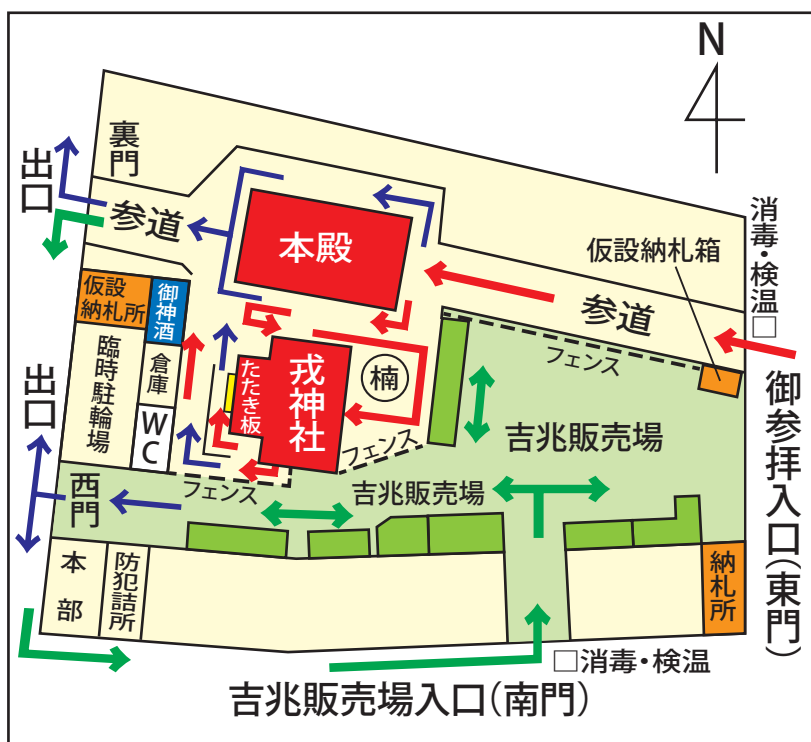 N
裏門
出口
参道
本殿
消毒・検温□
仮設納札箱
参道
仮設
納札所
御神酒
フェンス
臨時駐輪場
倉庫
WC
たたき板
戎神社
楠
フェンス
吉兆販売場
御参拝入口(東門)
出口
西門
フェンス
吉兆販売場
本部
防犯詰所
納札所
□消毒・検温
吉兆販売場入口(南門)